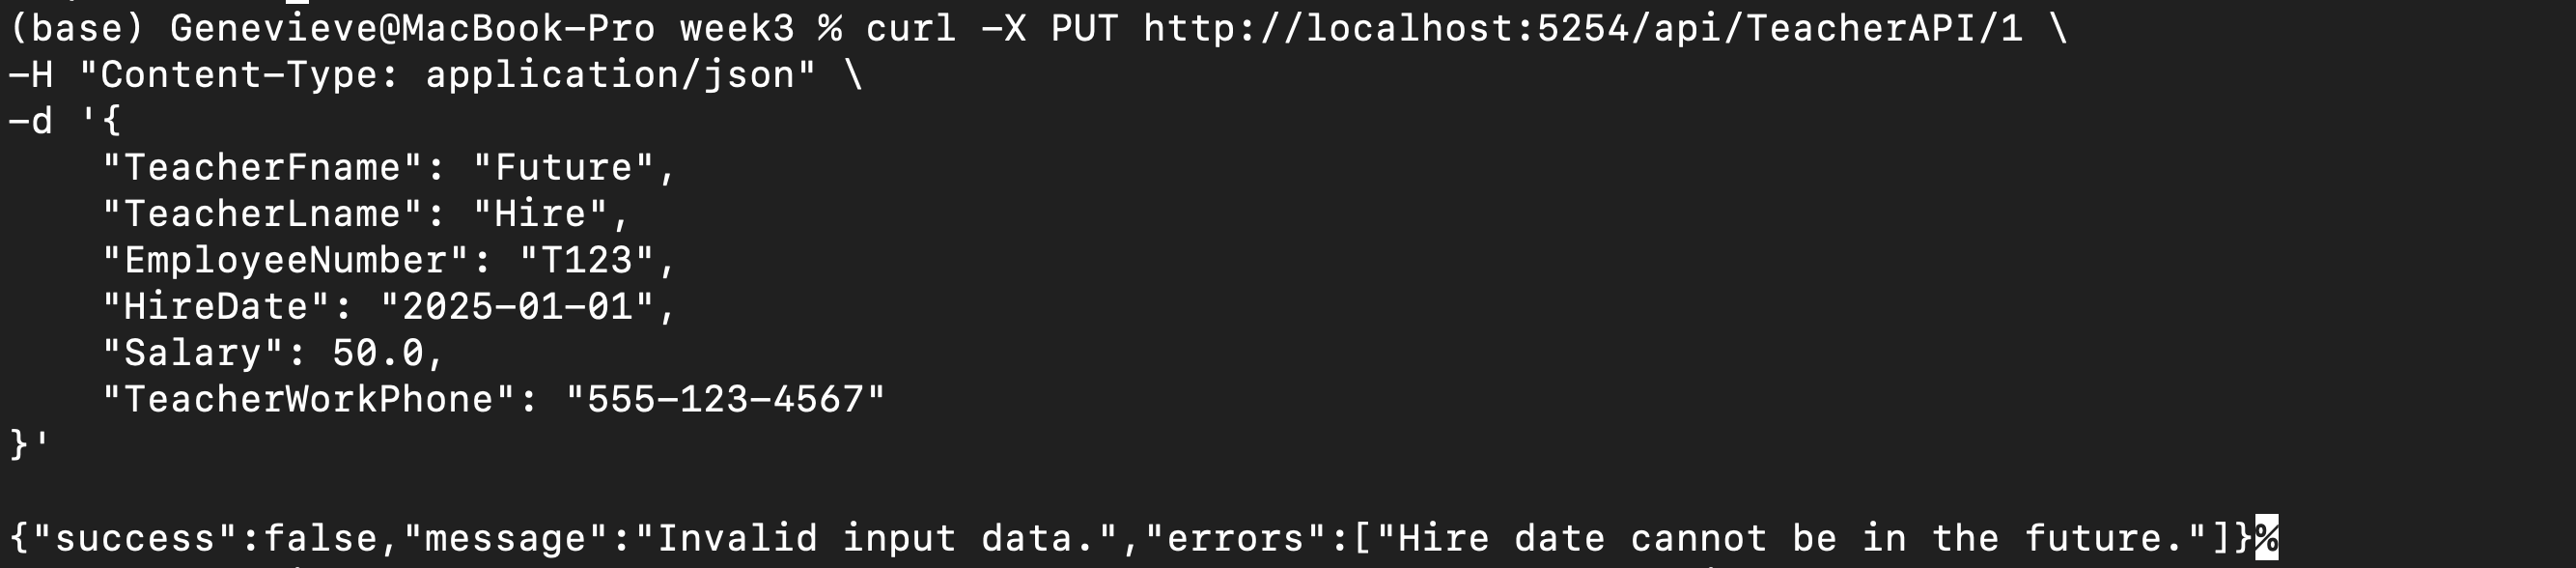 (base) Genevieve@MacBook-Pro week3 % curl -X PUT http://localhost:5254/api/TeacherAPI/1 \
-H "Content-Type: application/json" \
-d '{
    "TeacherFname": "Future",
    "TeacherLname": "Hire",
    "EmployeeNumber": "T123",
    "HireDate": "2025-01-01",
    "Salary": 50.0,
    "TeacherWorkPhone": "555-123-4567"
}'
{"success":false,"message":"Invalid input data.","errors":["Hire date cannot be in the future."]}%